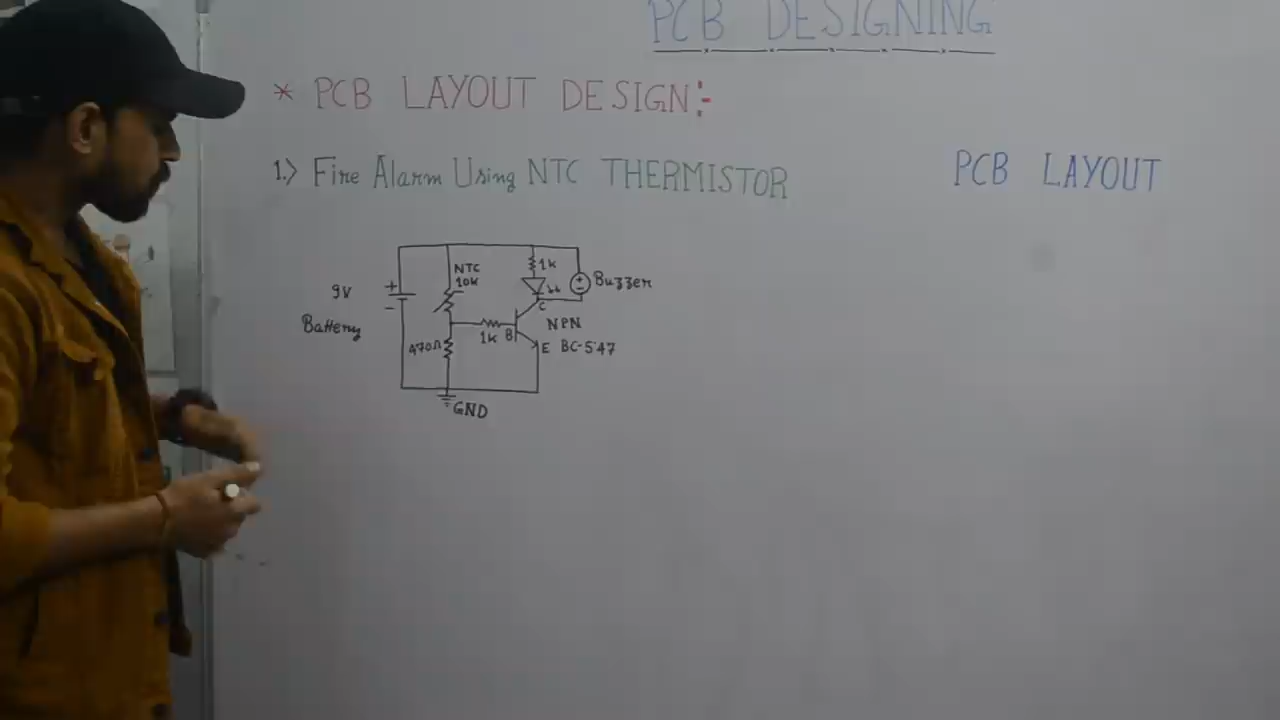 PCB DESIGNING
* PCB LAYOUT DESIGN:-
1.> Fire Alarm Using NTC THERMISTOR
PCB LAYOUT
NTC
10k
1k
Buzzer
9V
Battery
+
-
C
NPN
1k
B
470Ω
E
BC-547
GND